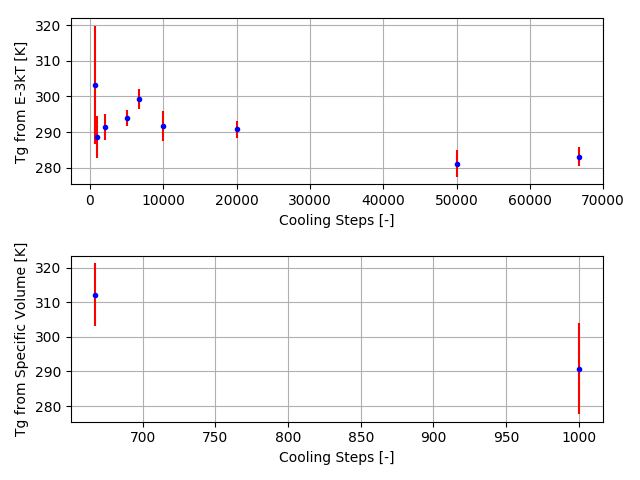 Tg from E-3kT [K]
320
310
300
290
280
0 10000 20000 30000 40000 50000 60000 70000
Cooling Steps [-]
Tg from Specific Volume [K]
320
310
300
290
280
700 750 800 850 900 950 1000
Cooling Steps [-]